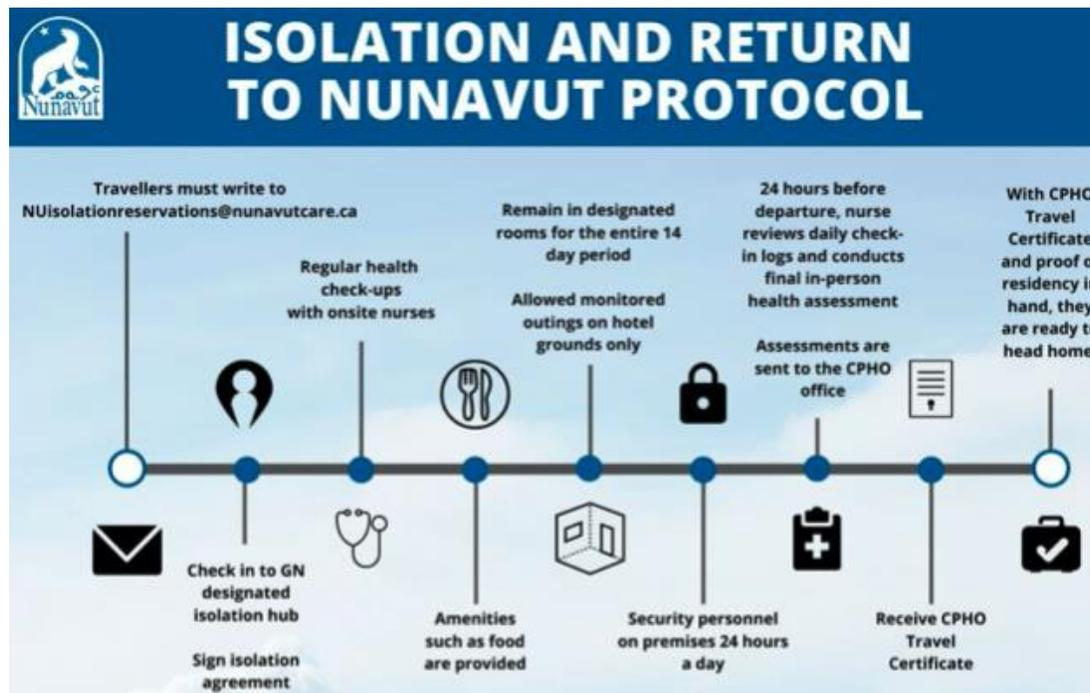 Nunavut
ISOLATION AND RETURN
TO NUNAVUT PROTOCOL
Travellers must write to
NUisolationreservations@nunavutcare.ca
Check in to GN
designated
isolation hub
Sign isolation
agreement
Regular health
check-ups
with onsite nurses
Amenities
such as food
are provided
Remain in designated
rooms for the entire 14
day period
Allowed monitored
outings on hotel
grounds only
Security personnel
on premises 24 hours
a day
24 hours before
departure, nurse
reviews daily check-
in logs and conducts
final in-person
health assessment
Assessments are
sent to the CPHO
office
Receive CPHO
Travel
Certificate
With CPHO
Travel
Certificate
and proof o
residency i
hand, they
are ready t
head home